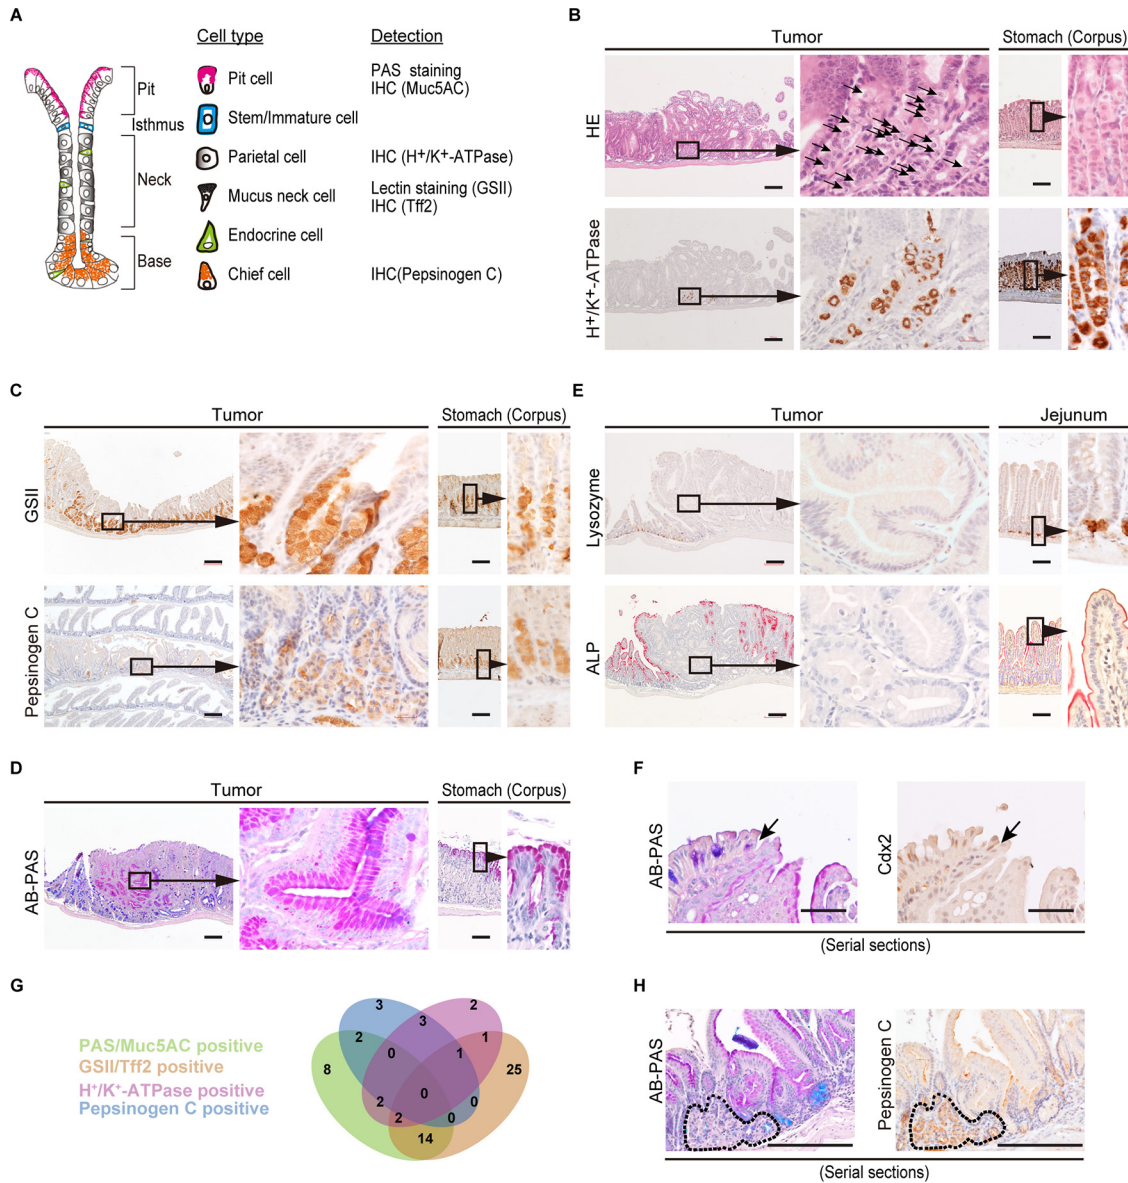 A
Cell type
Detection
Pit
Isthmus
Neck
Base
Pit cell
PAS staining
IHC (Muc5AC)
Stem/Immature cell
Parietal cell
IHC (H⁺/K⁺-ATPase)
Mucus neck cell
Lectin staining (GSII)
IHC (Tff2)
Endocrine cell
Chief cell
IHC(Pepsinogen C)
B
Tumor
Stomach (Corpus)
HE
H⁺/K⁺-ATPase
C
Tumor
Stomach (Corpus)
GSII
Pepsinogen C
E
Tumor
Jejunum
Lysozyme
ALP
D
Tumor
Stomach (Corpus)
AB-PAS
F
AB-PAS
Cdx2
(Serial sections)
G
PAS/Muc5AC positive
GSII/Tff2 positive
H⁺/K⁺-ATPase positive
Pepsinogen C positive
3
2
2
3
1
8
0
1
25
0
2
0
0
2
14
H
AB-PAS
Pepsinogen C
(Serial sections)